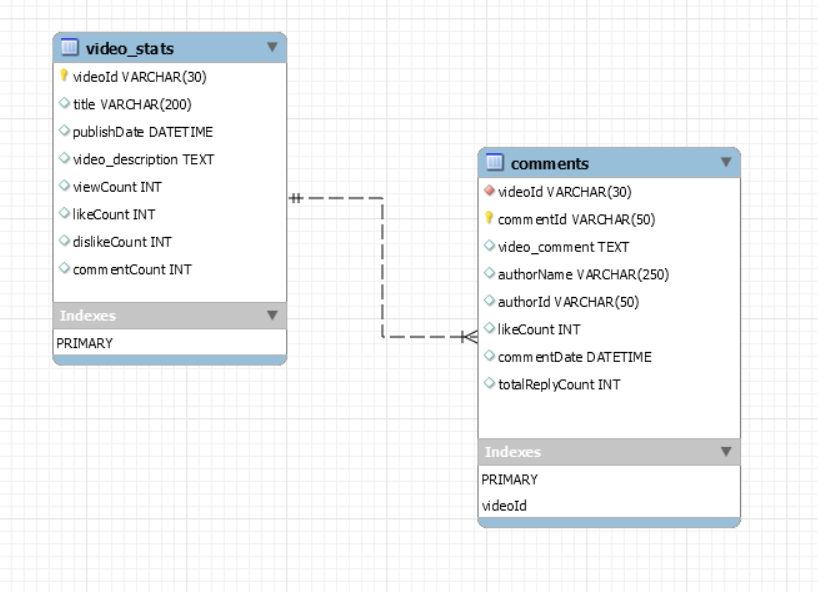 video_stats
videoId VARCHAR(30)
title VARCHAR(200)
publishDate DATETIME
video_description TEXT
viewCount INT
likeCount INT
dislikeCount INT
commentCount INT
Indexes
PRIMARY
comments
videoId VARCHAR(30)
commentId VARCHAR(50)
video_comment TEXT
authorName VARCHAR(250)
authorId VARCHAR(50)
likeCount INT
commentDate DATETIME
totalReplyCount INT
Indexes
PRIMARY
videoId